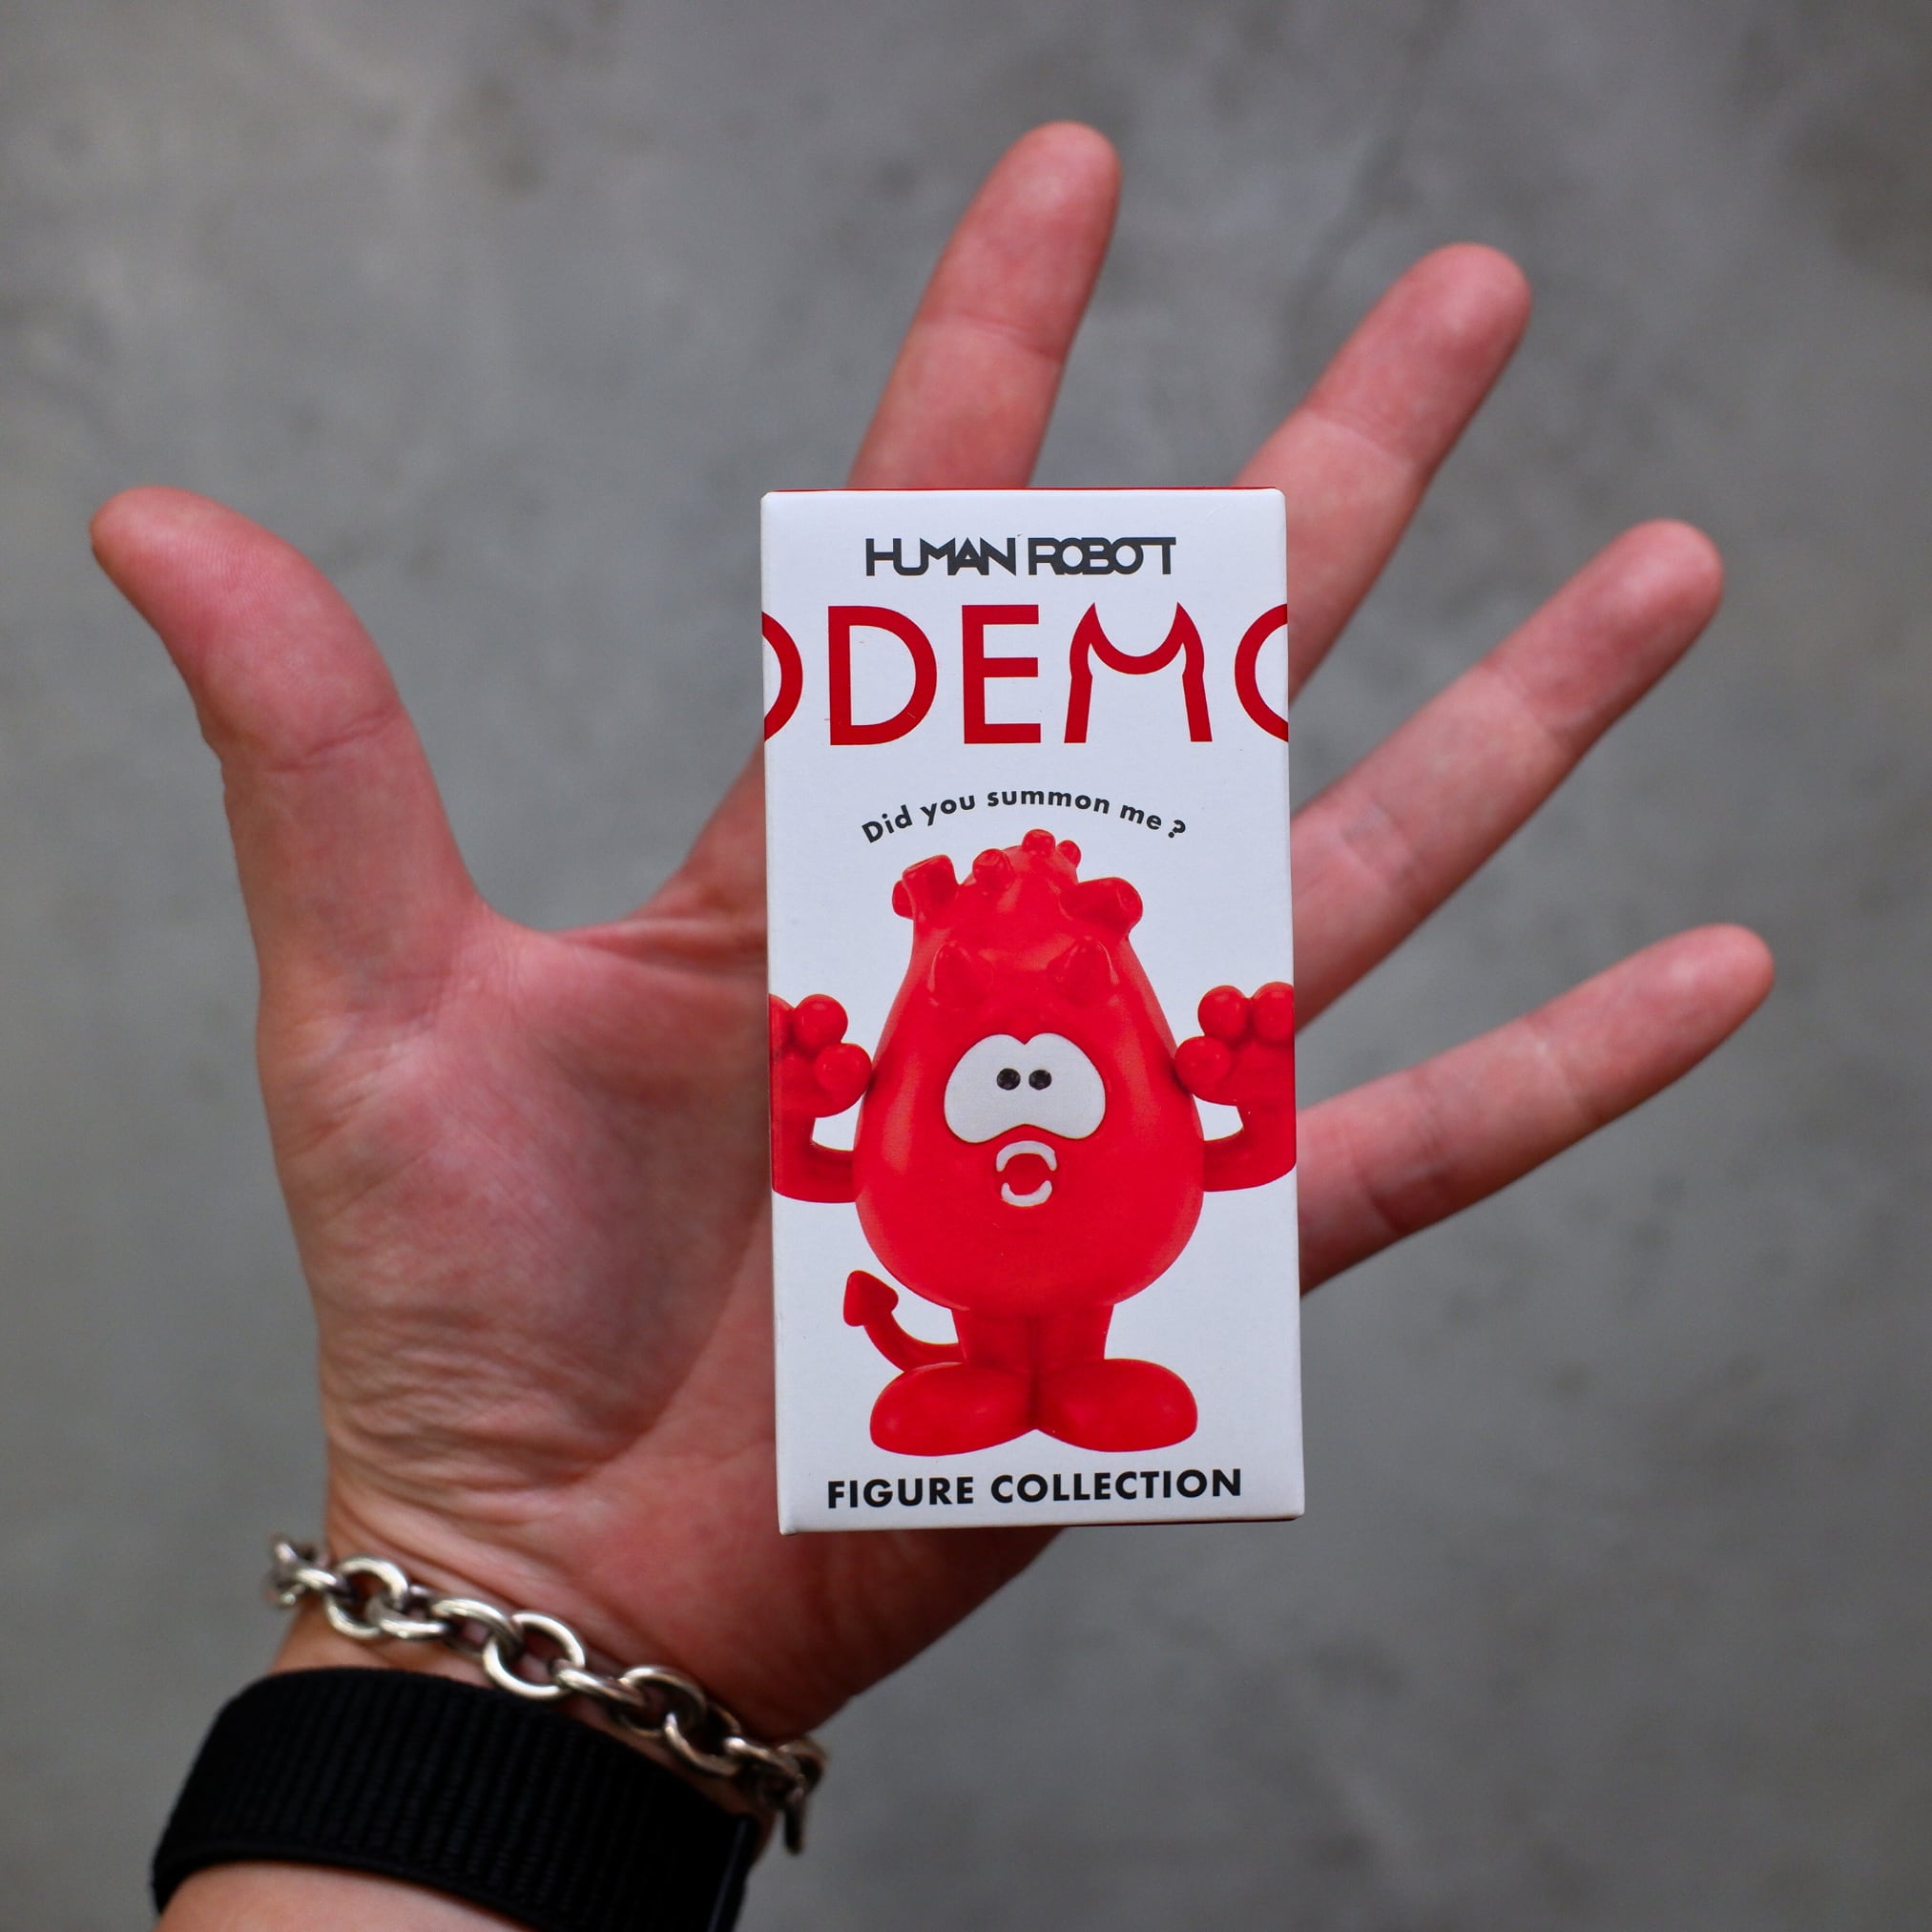 HUMAN ROBOT
ODEMO
Did you summon me?
FIGURE COLLECTION